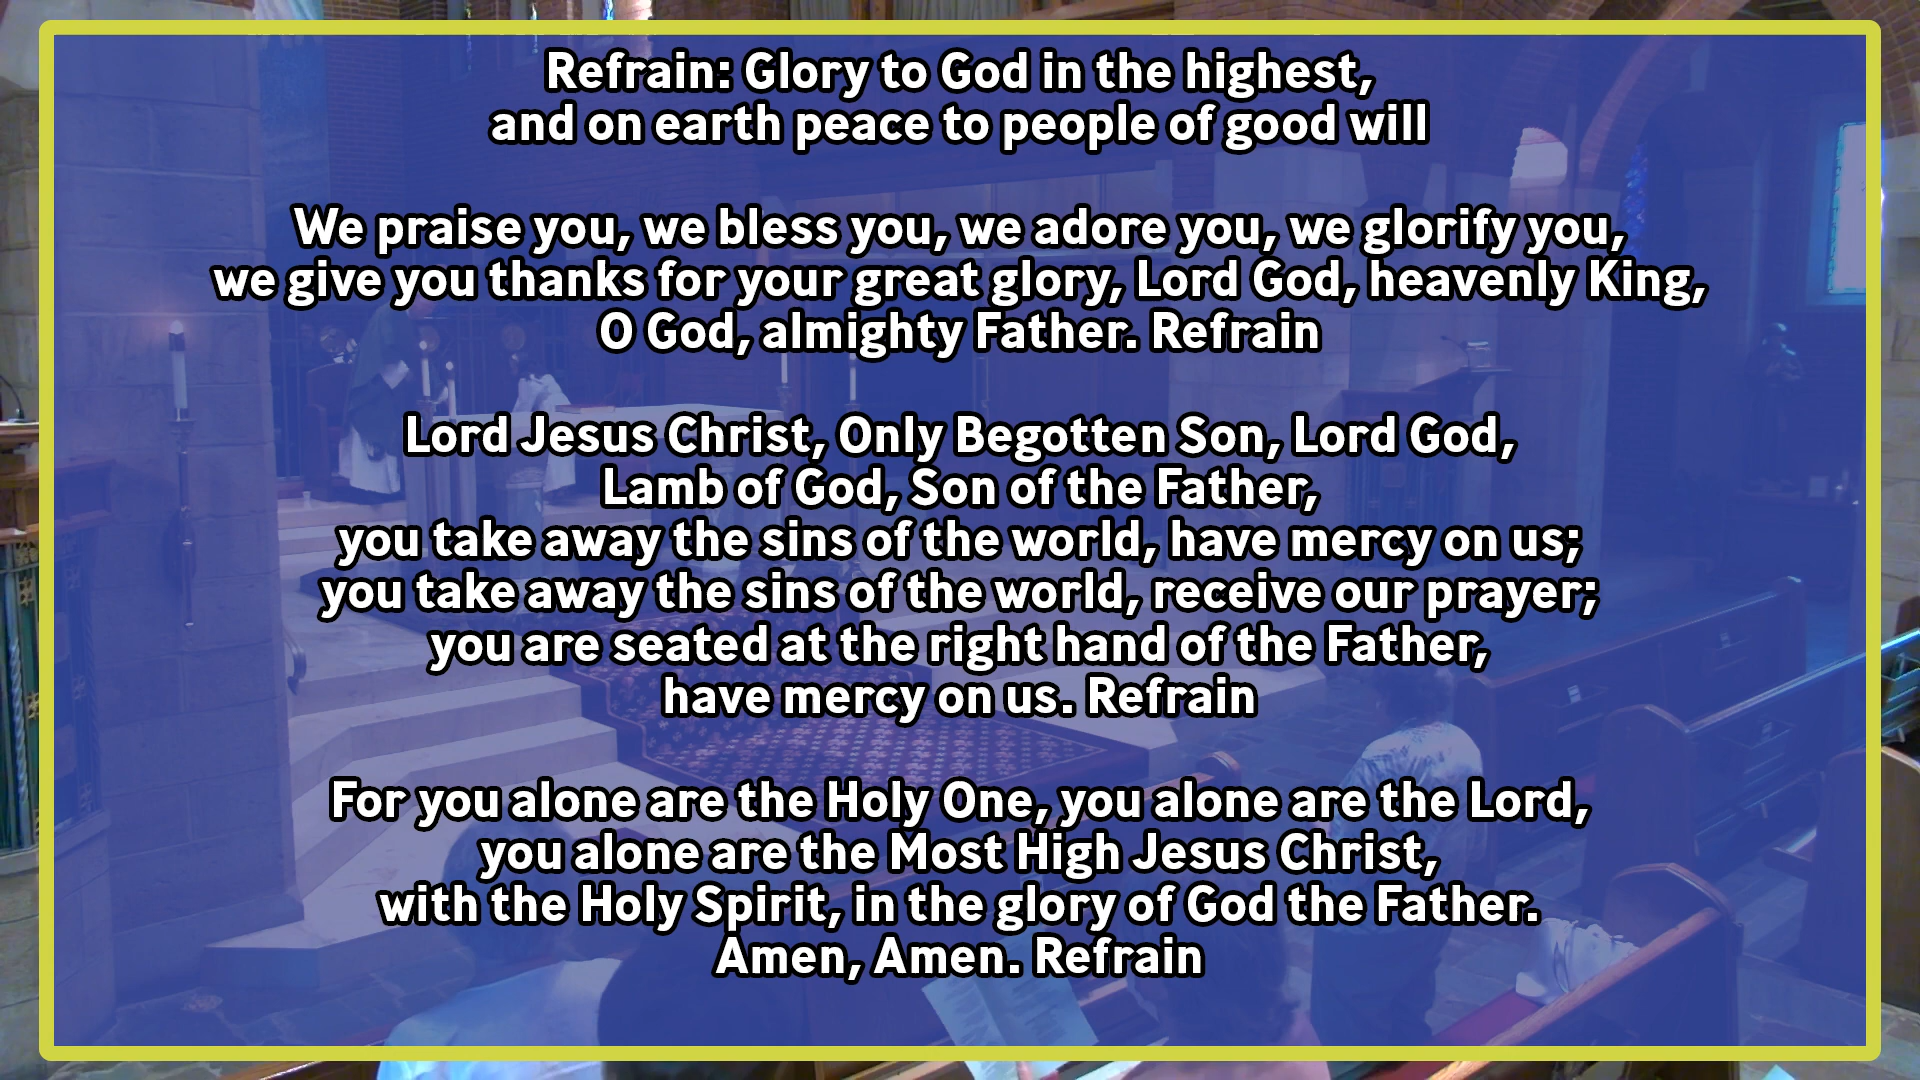 Refrain: Glory to God in the highest,
and on earth peace to people of good will
We praise you, we bless you, we adore you, we glorify you,
we give you thanks for your great glory, Lord God, heavenly King,
O God, almighty Father. Refrain
Lord Jesus Christ, Only Begotten Son, Lord God,
Lamb of God, Son of the Father,
you take away the sins of the world, have mercy on us;
you take away the sins of the world, receive our prayer;
you are seated at the right hand of the Father,
have mercy on us. Refrain
For you alone are the Holy One, you alone are the Lord,
you alone are the Most High Jesus Christ,
with the Holy Spirit, in the glory of God the Father.
Amen, Amen. Refrain